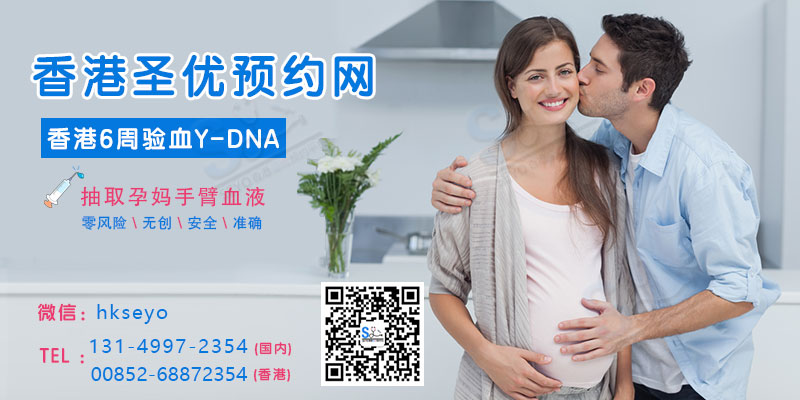 香港圣优预约网
香港6周验血Y-DNA
抽取孕妈手臂血液
零风险\无创\安全\准确
微信：hkseyo
TEL：131-4997-2354 (国内)
00852-68872354 (香港)